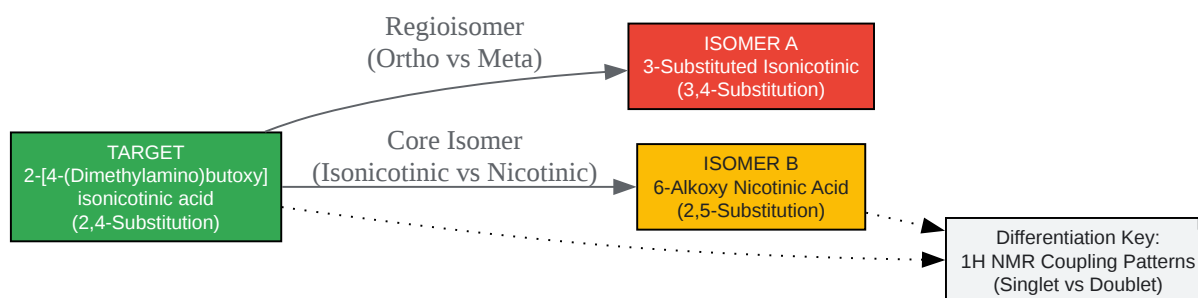 Regioisomer
(Ortho vs Meta)
ISOMER A
3-Substituted Isonicotinic
(3,4-Substitution)
TARGET
2-[4-(Dimethylamino)butoxy]
isonicotinic acid
(2,4-Substitution)
Core Isomer
(Isonicotinic vs Nicotinic)
ISOMER B
6-Alkoxy Nicotinic Acid
(2,5-Substitution)
Differentiation Key:
1H NMR Coupling Patterns
(Singlet vs Doublet)